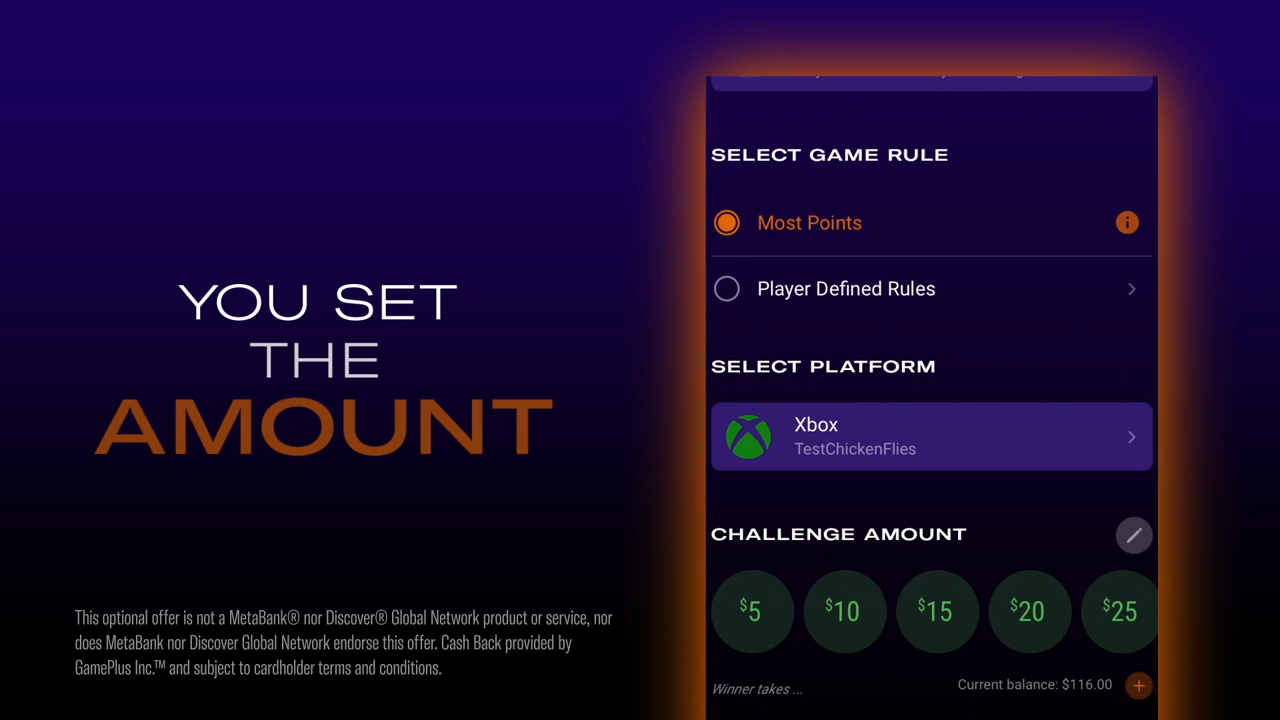 YOU SET
THE
AMOUNT
This optional offer is not a MetaBank® nor Discover® Global Network product or service, nor
does MetaBank nor Discover Global Network endorse this offer. Cash Back provided by
GamePlus Inc.™ and subject to cardholder terms and conditions.
SELECT GAME RULE
Most Points
Player Defined Rules
SELECT PLATFORM
Xbox
TestChickenFlies
CHALLENGE AMOUNT
$5 $10 $15 $20 $25
Winner takes ...
Current balance: $116.00